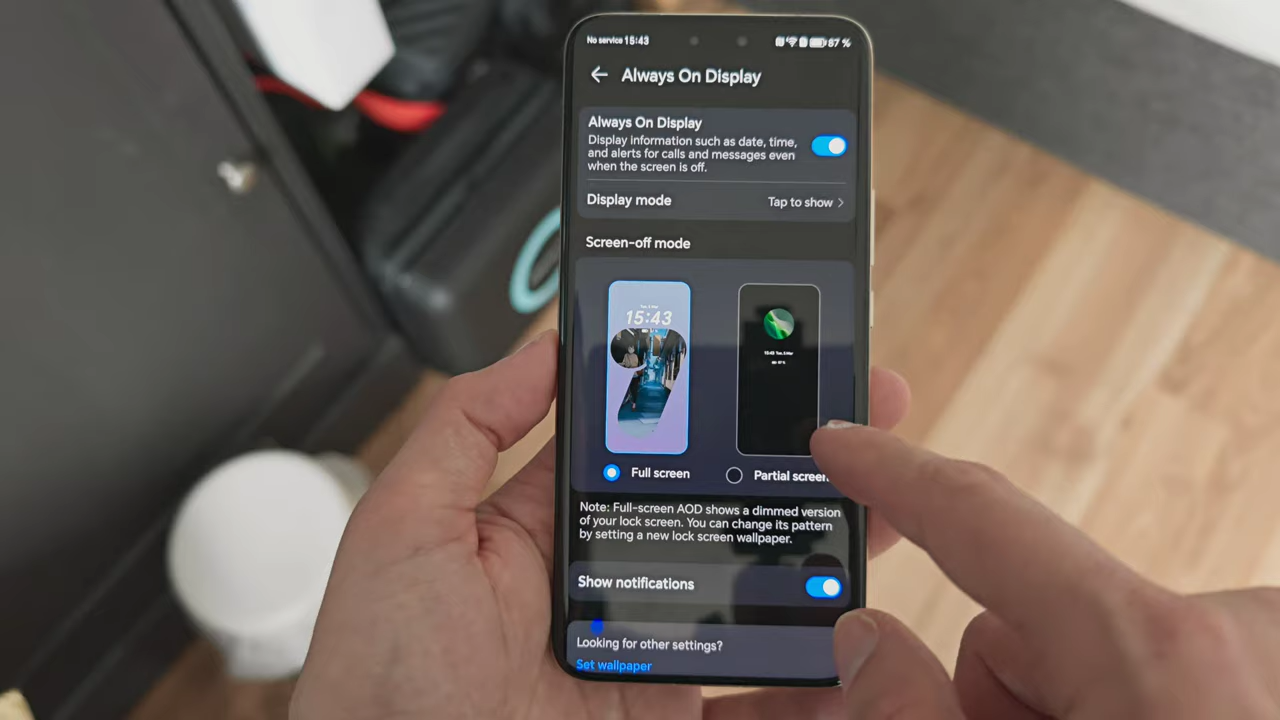 No service 15:43
87 %
Always On Display
Always On Display
Display information such as date, time,
and alerts for calls and messages even
when the screen is off.
Display mode
Tap to show
Screen-off mode
15:43
Full screen
Partial screen
Note: Full-screen AOD shows a dimmed version
of your lock screen. You can change its pattern
by setting a new lock screen wallpaper.
Show notifications
Looking for other settings?
Set wallpaper